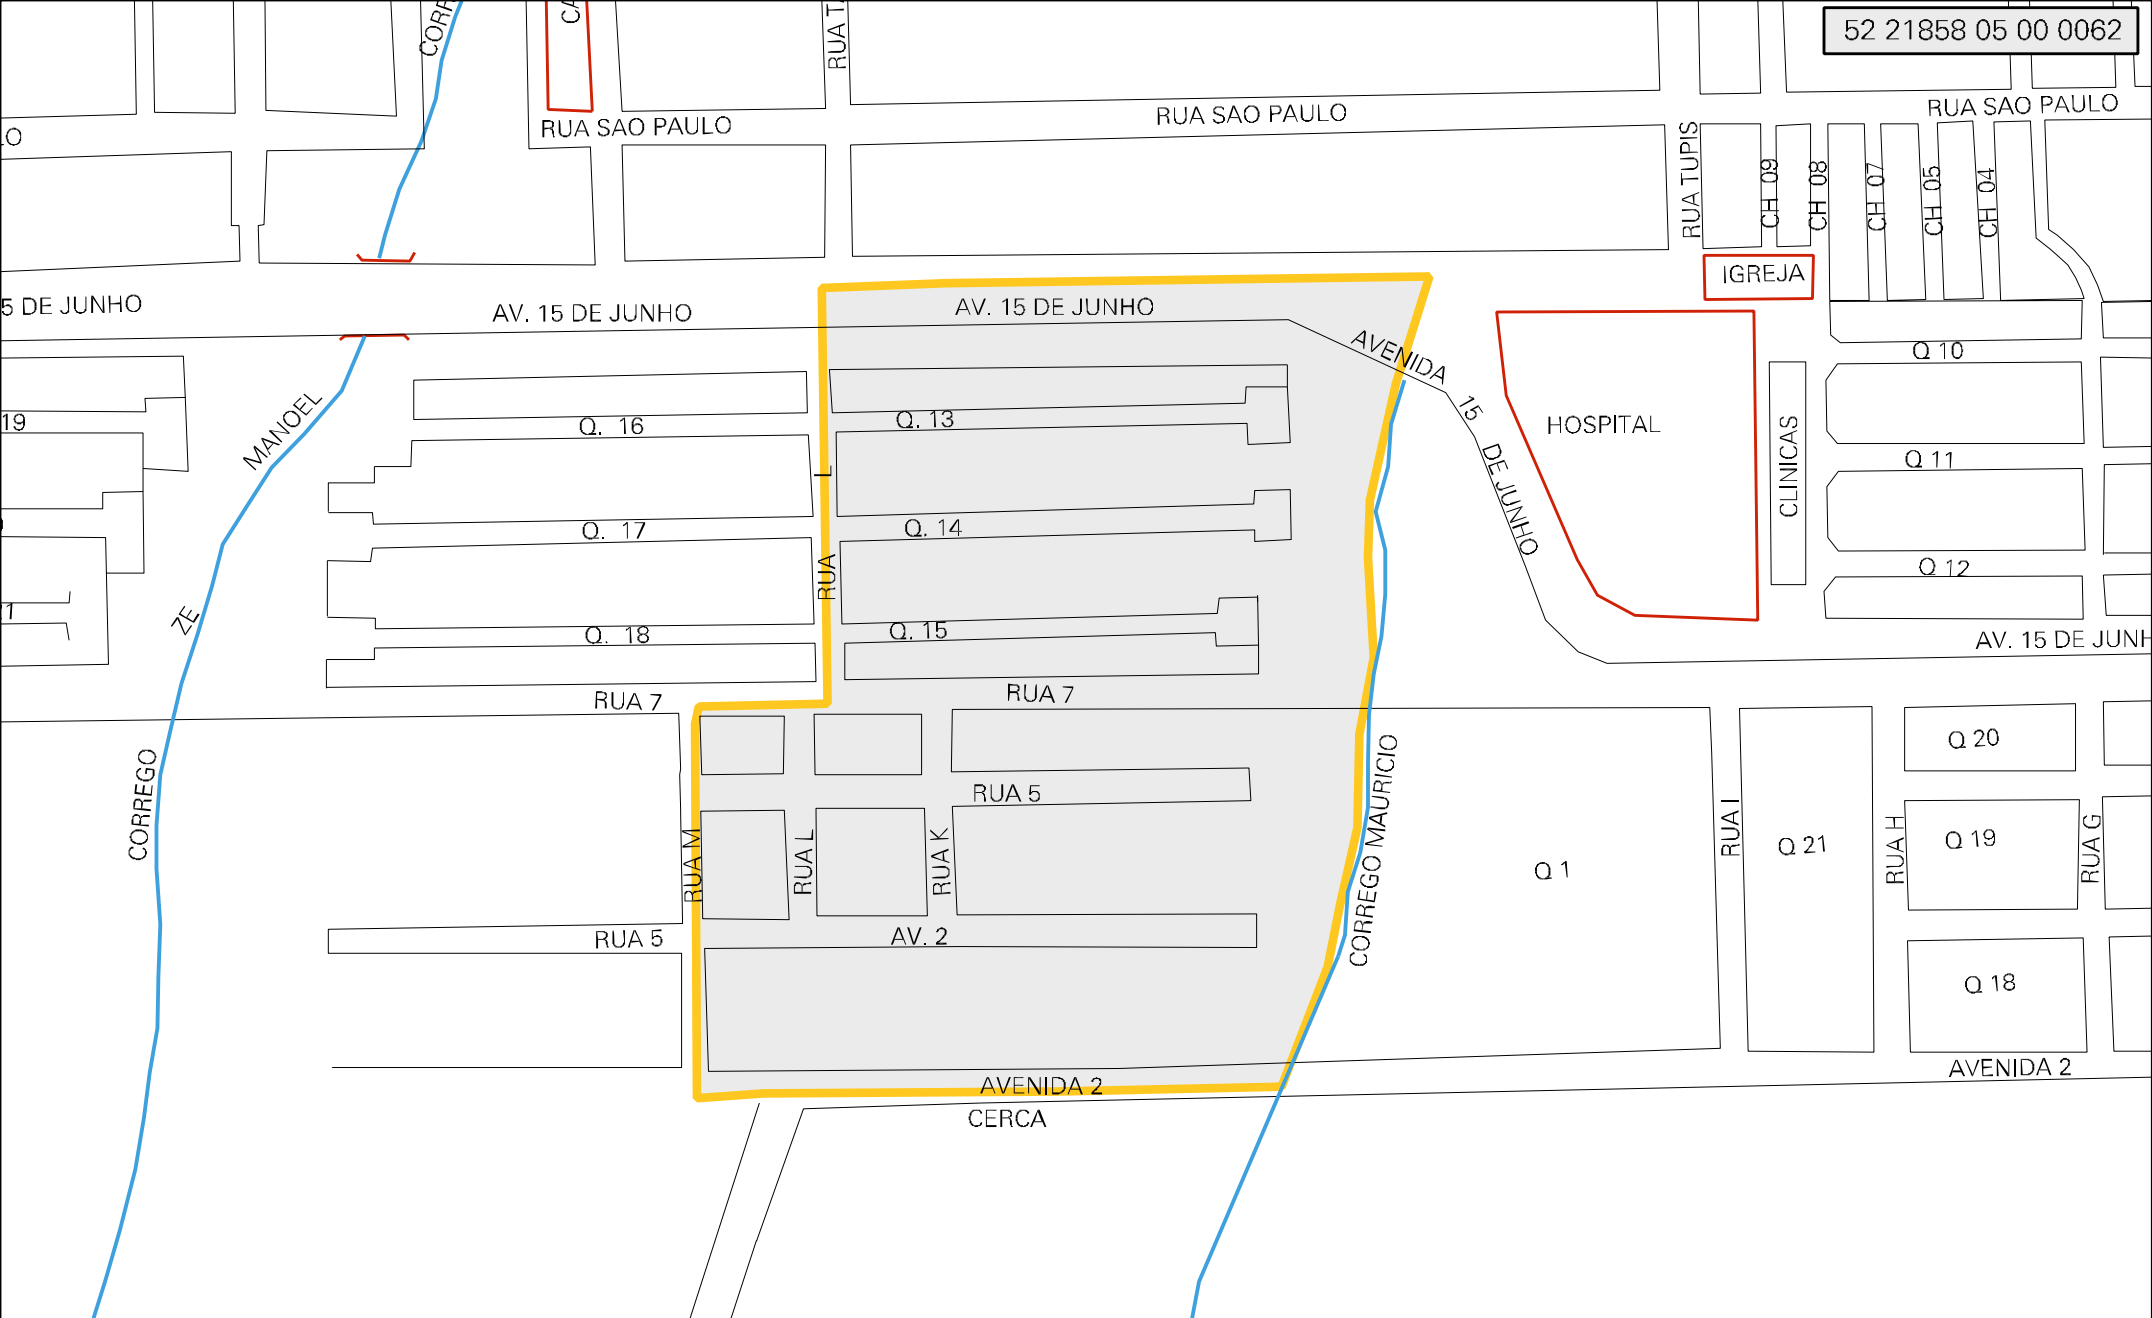 52 21858 05 00 0062
RUA SAO PAULO
RUA SAO PAULO
RUA SAO PAULO
RUA TUPIS
CH 09
CH 08
CH 07
CH 05
CH 04
IGREJA
5 DE JUNHO
AV. 15 DE JUNHO
AV. 15 DE JUNHO
AVENIDA 15 DE JUNHO
HOSPITAL
CLINICAS
Q 10
Q 11
Q 12
19
Q. 16
Q. 13
Q. 17
Q. 14
Q. 18
Q. 15
RUA L
CORREGO ZE MANOEL
AV. 15 DE JUNH
RUA 7
RUA 7
RUA 5
RUA M
RUA L
RUA K
CORREGO MAURICIO
Q 1
RUA I
Q 21
RUA H
Q 20
Q 19
RUA G
Q 18
RUA 5
AV. 2
AVENIDA 2
AVENIDA 2
CERCA